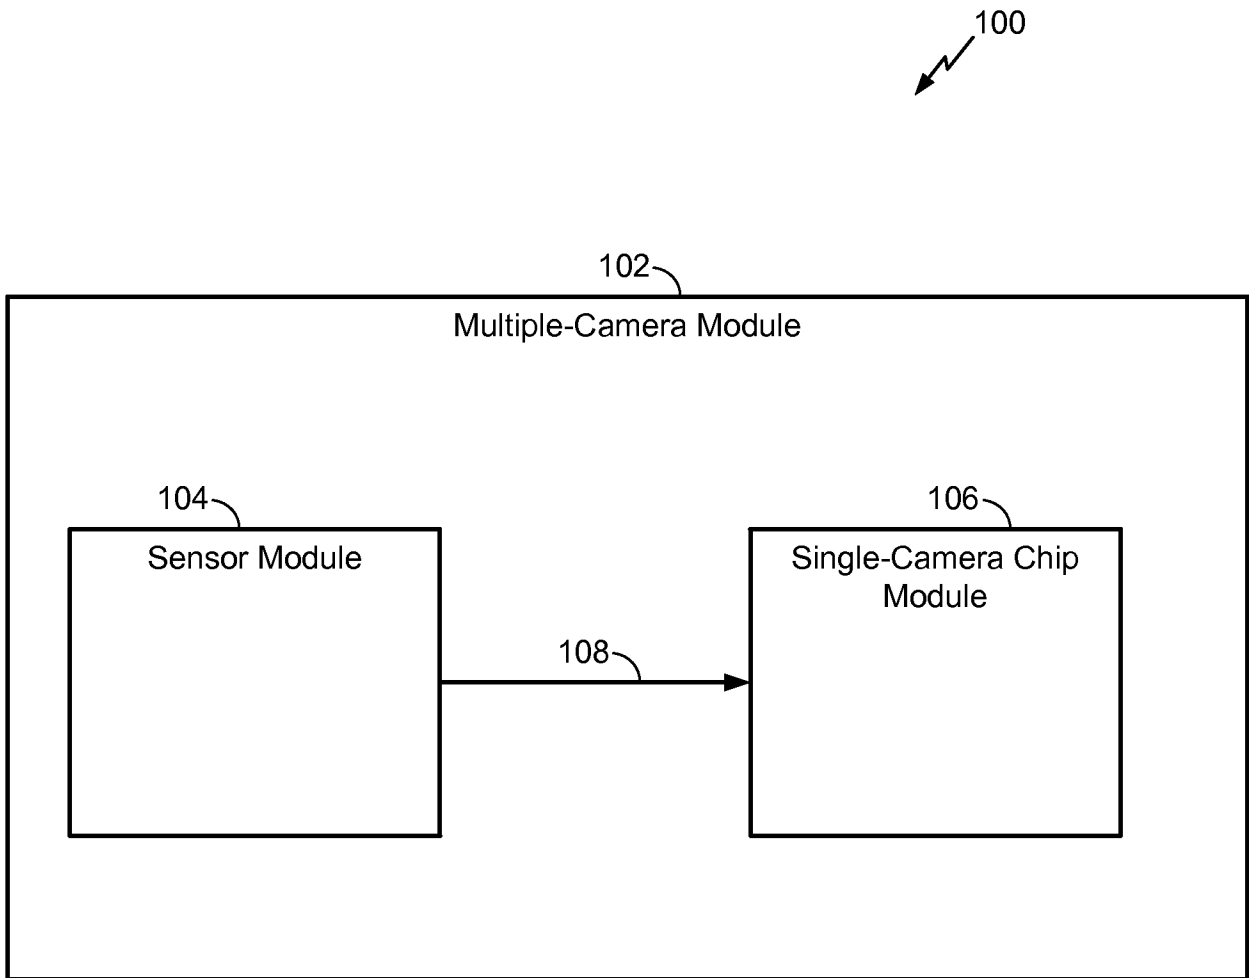 100
102
Multiple-Camera Module
104
106
Sensor Module
Single-Camera Chip
Module
108